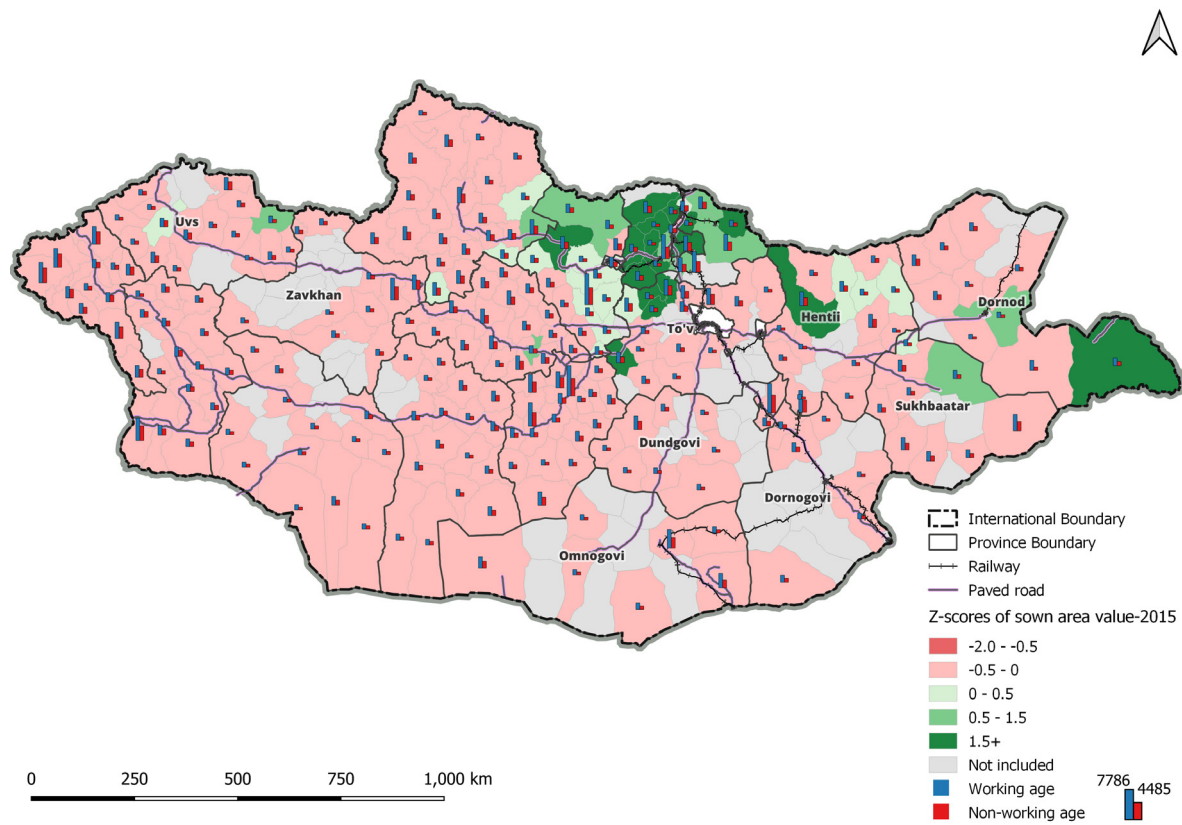 Uvs
Zavkhan
To'v
Hentii
Dornod
Sukhbaatar
Dundgovi
Dornogovi
Omnogovi
International Boundary
Province Boundary
Railway
Paved road
Z-scores of sown area value-2015
-2.0 - -0.5
-0.5 - 0
0 - 0.5
0.5 - 1.5
1.5+
Not included
Working age
Non-working age
7786
4485
0 250 500 750 1,000 km